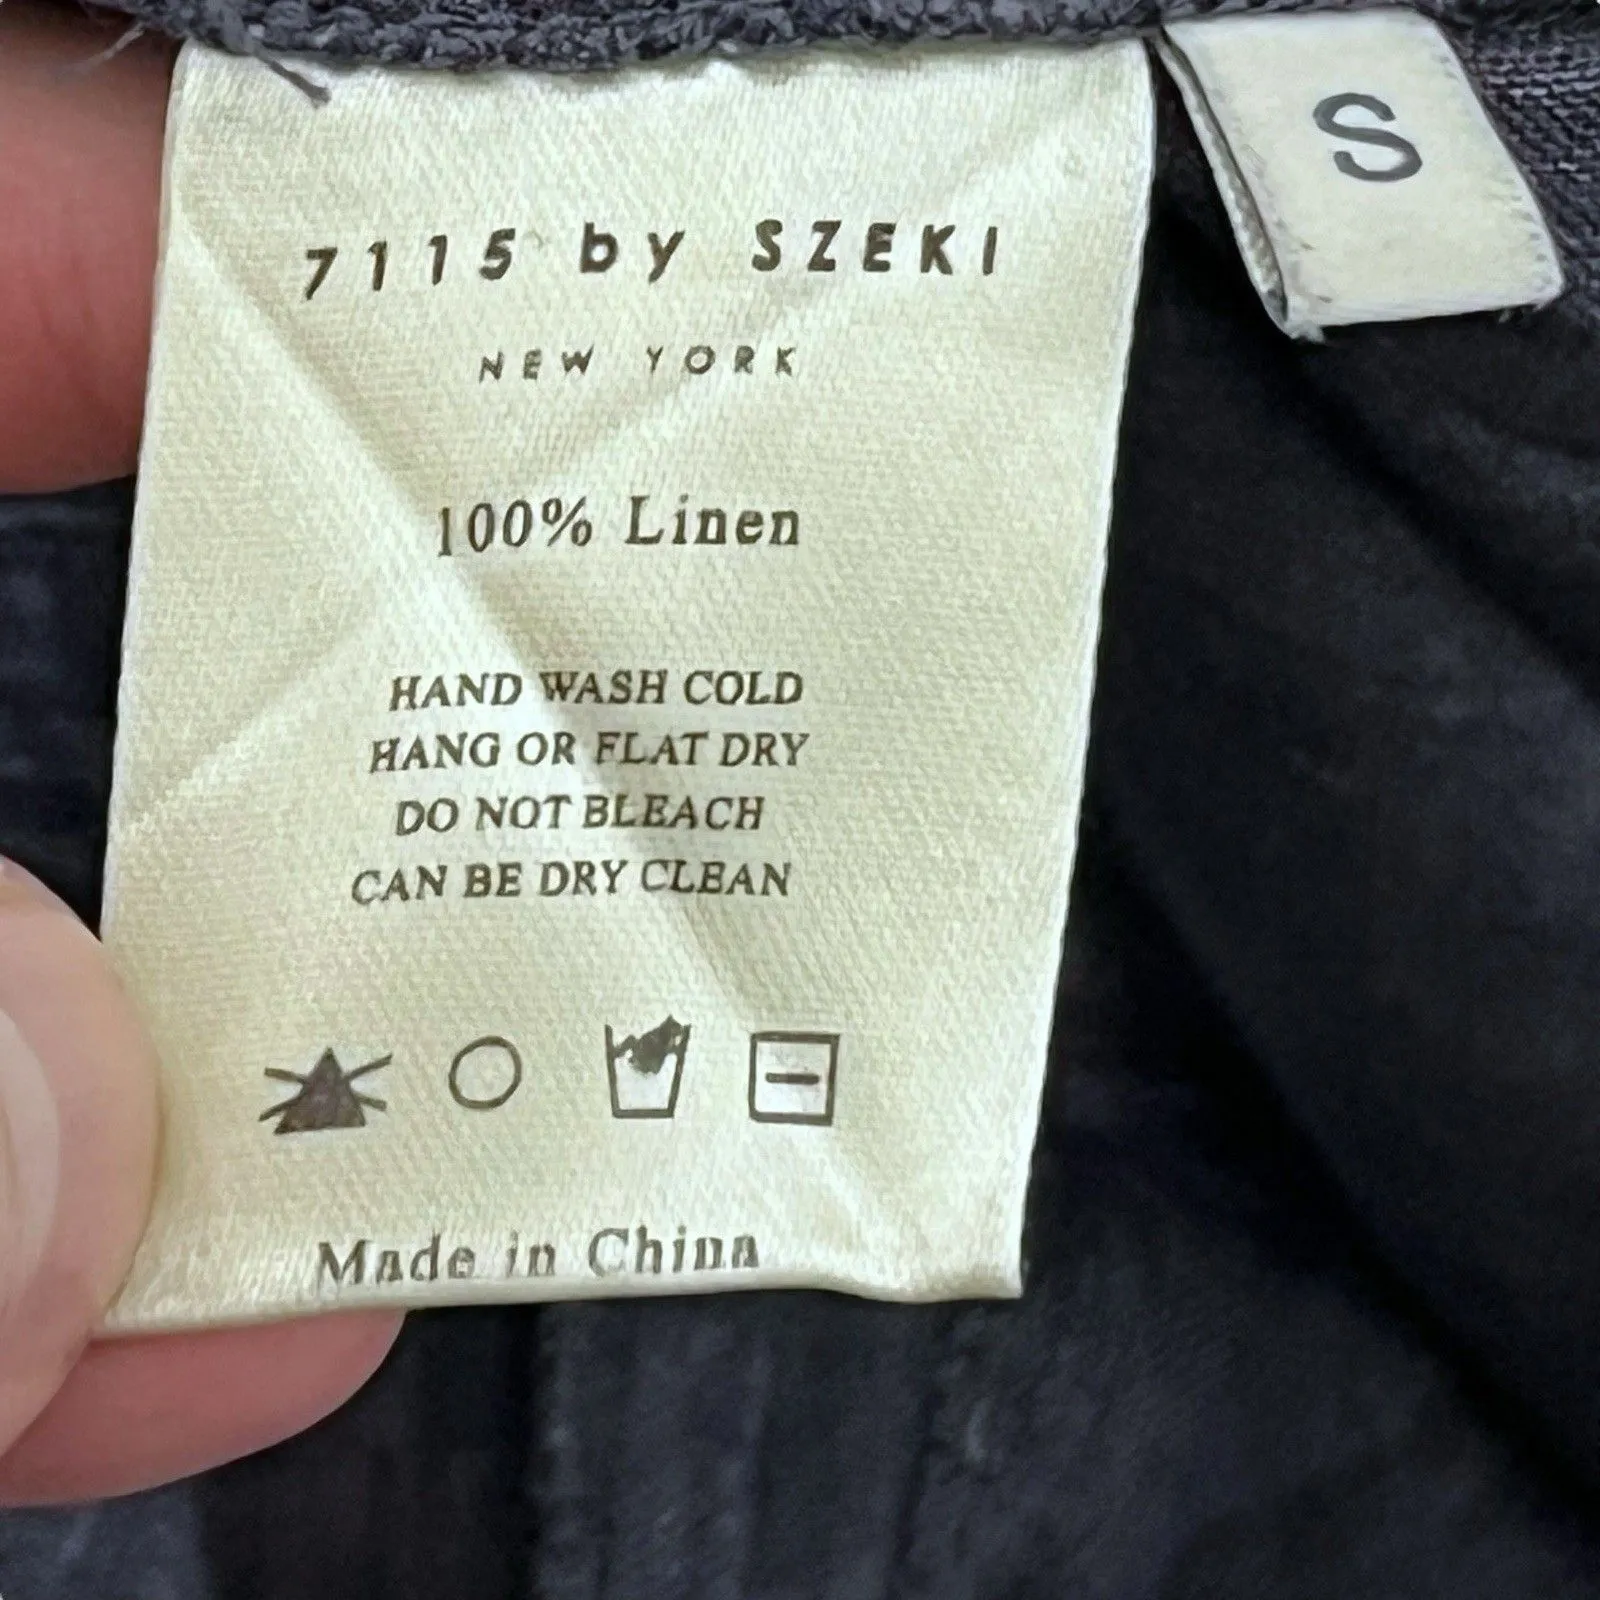 S
7115 by SZEKI
NEW YORK
100% Linen
HAND WASH COLD
HANG OR FLAT DRY
DO NOT BLEACH
CAN BE DRY CLEAN
Made in China